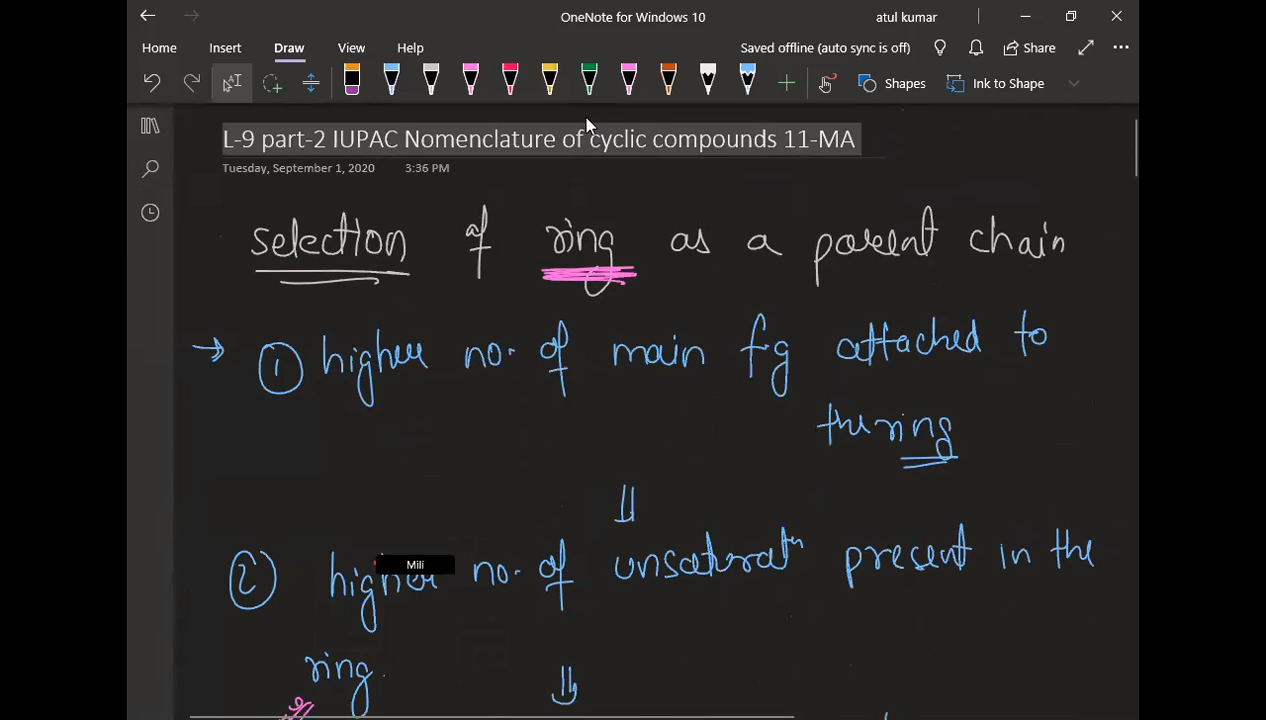 OneNote for Windows 10
atul kumar
Home Insert Draw View Help
Saved offline (auto sync is off)
Share
Shapes
Ink to Shape
L-9 part-2 IUPAC Nomenclature of cyclic compounds 11-MA
Tuesday, September 1, 2020 3:36 PM
selection of ring as a parent chain
→ ① higher no. of main f.g attached to
the ring
② higher no. of unsaturatn present in the
Mili
ring